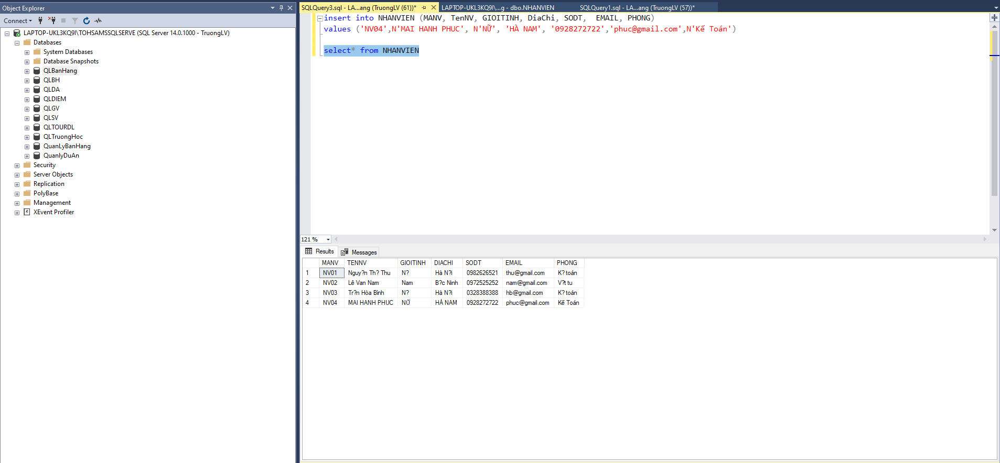 Object Explorer
Connect
LAPTOP-UKL3KQ9I\TOHSAMSSQLSERVE (SQL Server 14.0.1000 - TruongLV)
Databases
System Databases
Database Snapshots
QLBanHang
QLBH
QLDA
QLDIEM
QLGV
QLSV
QLTOURDL
QLTruongHoc
QuanLyBanHang
QuanlyDuAn
Security
Server Objects
Replication
PolyBase
Management
XEvent Profiler
SQLQuery3.sql - LA...ang (TruongLV (61))* LAPTOP-UKL3KQ9I\...g - dbo.NHANVIEN SQLQuery1.sql - LA...ang (TruongLV (57))*
insert into NHANVIEN (MANV, TenNV, GIOITINH, DiaChi, SODT,  EMAIL, PHONG)
values ('NV04',N'MAI HANH PHUC', N'NỮ', 'HÀ NAM', '0928272722','phuc@gmail.com',N'Kế Toán')
select* from NHANVIEN
121 %
Results Messages
MANV TENNV GIOITINH DIACHI SODT EMAIL PHONG
1 NV01 Nguy?n Th? Thu N? Hà N?i 0982626521 thu@gmail.com K? toán
2 NV02 Lê Van Nam Nam B?c Ninh 0972525252 nam@gmail.com V?t tu
3 NV03 Tr?n Hòa Bình N? Hà N?i 0328388388 hb@gmail.com K? toán
4 NV04 MAI HANH PHUC NỮ HÀ NAM 0928272722 phuc@gmail.com Kế Toán